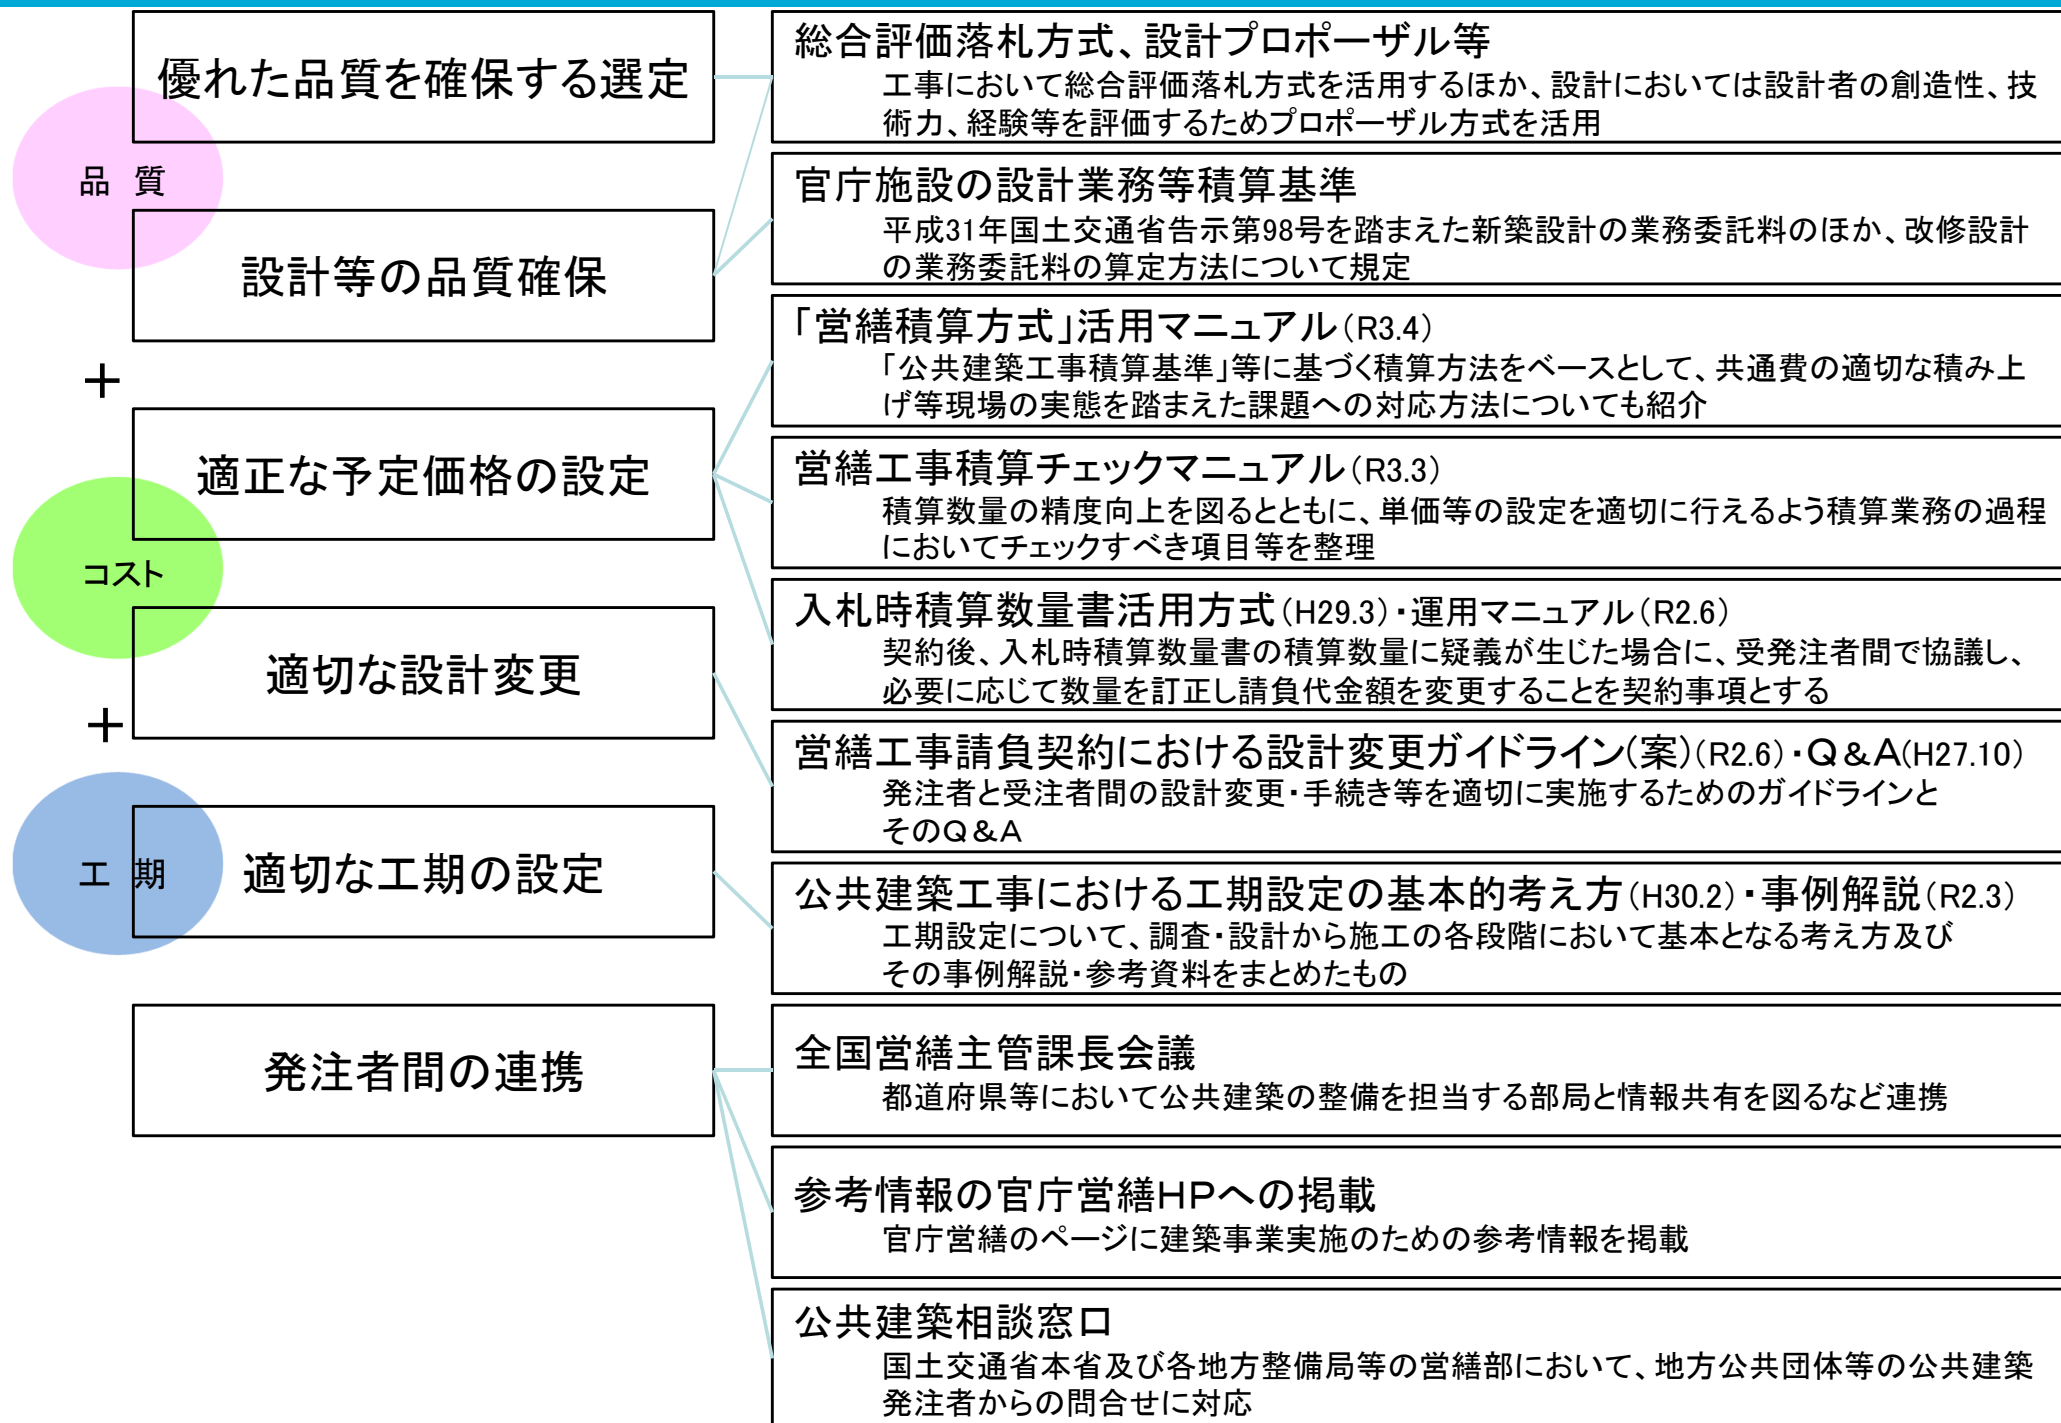 品 質
＋
コスト
＋
工 期
優れた品質を確保する選定
設計等の品質確保
適正な予定価格の設定
適切な設計変更
適切な工期の設定
発注者間の連携
総合評価落札方式、設計プロポーザル等
工事において総合評価落札方式を活用するほか、設計においては設計者の創造性、技
術力、経験等を評価するためプロポーザル方式を活用
官庁施設の設計業務等積算基準
平成31年国土交通省告示第98号を踏まえた新築設計の業務委託料のほか、改修設計
の業務委託料の算定方法について規定
「営繕積算方式」活用マニュアル（R3.4）
「公共建築工事積算基準」等に基づく積算方法をベースとして、共通費の適切な積み上
げ等現場の実態を踏まえた課題への対応方法についても紹介
営繕工事積算チェックマニュアル（R3.3）
積算数量の精度向上を図るとともに、単価等の設定を適切に行えるよう積算業務の過程
においてチェックすべき項目等を整理
入札時積算数量書活用方式（H29.3）・運用マニュアル（R2.6）
契約後、入札時積算数量書の積算数量に疑義が生じた場合に、受発注者間で協議し、
必要に応じて数量を訂正し請負代金額を変更することを契約事項とする
営繕工事請負契約における設計変更ガイドライン(案)（R2.6）・Ｑ＆Ａ(H27.10)
発注者と受注者間の設計変更・手続き等を適切に実施するためのガイドラインと
そのＱ＆Ａ
公共建築工事における工期設定の基本的考え方（H30.2）・事例解説（R2.3）
工期設定について、調査・設計から施工の各段階において基本となる考え方及び
その事例解説・参考資料をまとめたもの
全国営繕主管課長会議
都道府県等において公共建築の整備を担当する部局と情報共有を図るなど連携
参考情報の官庁営繕ＨＰへの掲載
官庁営繕のページに建築事業実施のための参考情報を掲載
公共建築相談窓口
国土交通省本省及び各地方整備局等の営繕部において、地方公共団体等の公共建築
発注者からの問合せに対応